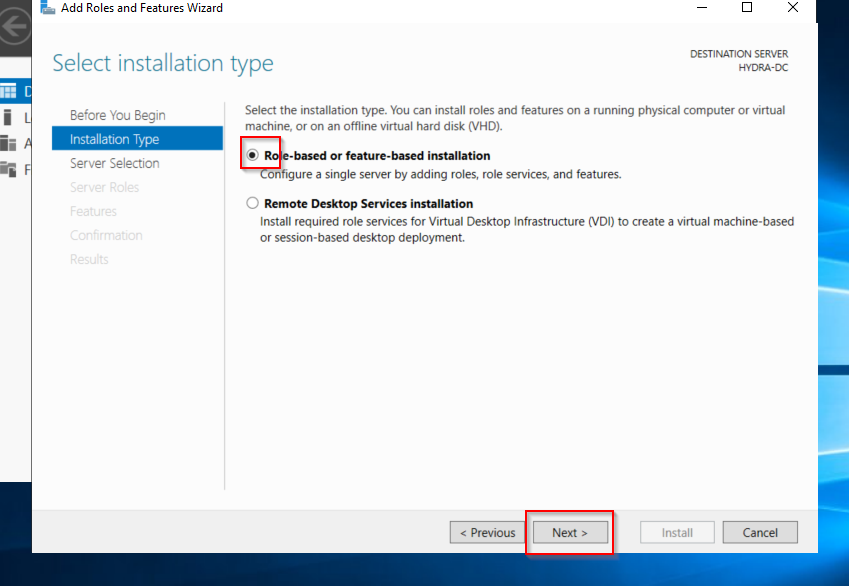 Add Roles and Features Wizard
Select installation type
DESTINATION SERVER
HYDRA-DC
Before You Begin
Installation Type
Server Selection
Server Roles
Features
Confirmation
Results
Select the installation type. You can install roles and features on a running physical computer or virtual
machine, or on an offline virtual hard disk (VHD).
Role-based or feature-based installation
Configure a single server by adding roles, role services, and features.
Remote Desktop Services installation
Install required role services for Virtual Desktop Infrastructure (VDI) to create a virtual machine-based
or session-based desktop deployment.
< Previous
Next >
Install
Cancel